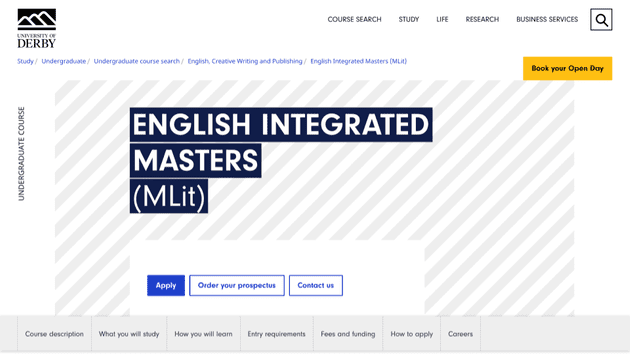 UNIVERSITY OF
DERBY
COURSE SEARCH STUDY LIFE RESEARCH BUSINESS SERVICES
Study / Undergraduate / Undergraduate course search / English, Creative Writing and Publishing / English Integrated Masters (MLit)
Book your Open Day
UNDERGRADUATE COURSE
ENGLISH INTEGRATED
MASTERS
(MLit)
Apply Order your prospectus Contact us
Course description What you will study How you will learn Entry requirements Fees and funding How to apply Careers